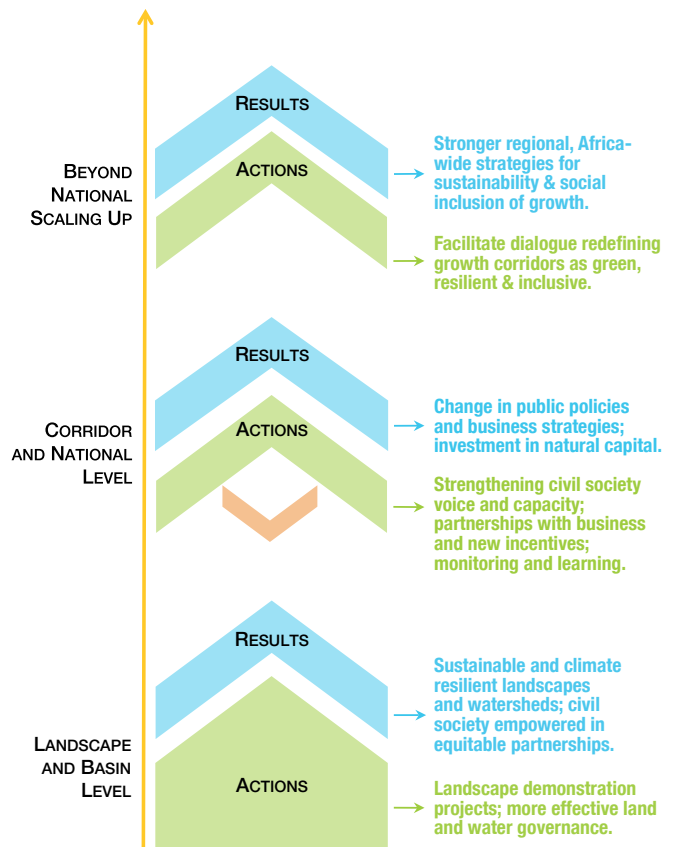 RESULTS
ACTIONS
BEYOND
NATIONAL
SCALING UP
Stronger regional, Africa-
wide strategies for
sustainability & social
inclusion of growth.
Facilitate dialogue redefining
growth corridors as green,
resilient & inclusive.
RESULTS
ACTIONS
CORRIDOR
AND NATIONAL
LEVEL
Change in public policies
and business strategies;
investment in natural capital.
Strengthening civil society
voice and capacity;
partnerships with business
and new incentives;
monitoring and learning.
RESULTS
ACTIONS
LANDSCAPE
AND BASIN
LEVEL
Sustainable and climate
resilient landscapes
and watersheds; civil
society empowered in
equitable partnerships.
Landscape demonstration
projects; more effective land
and water governance.